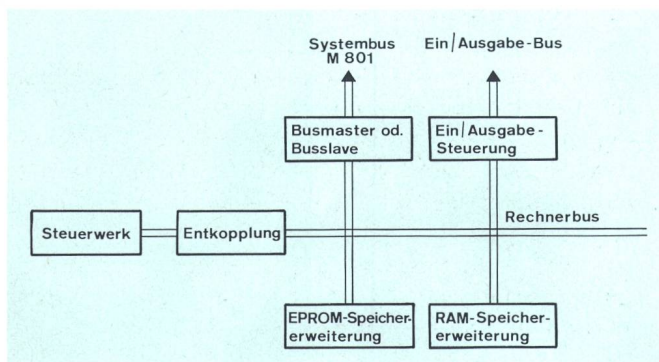 Systembus
M 801
Ein/Ausgabe-Bus
Busmaster od.
Busslave
Ein/Ausgabe-
Steuerung
Rechnerbus
Steuerwerk
Entkopplung
EPROM-Speicher-
erweiterung
RAM-Speicher-
erweiterung